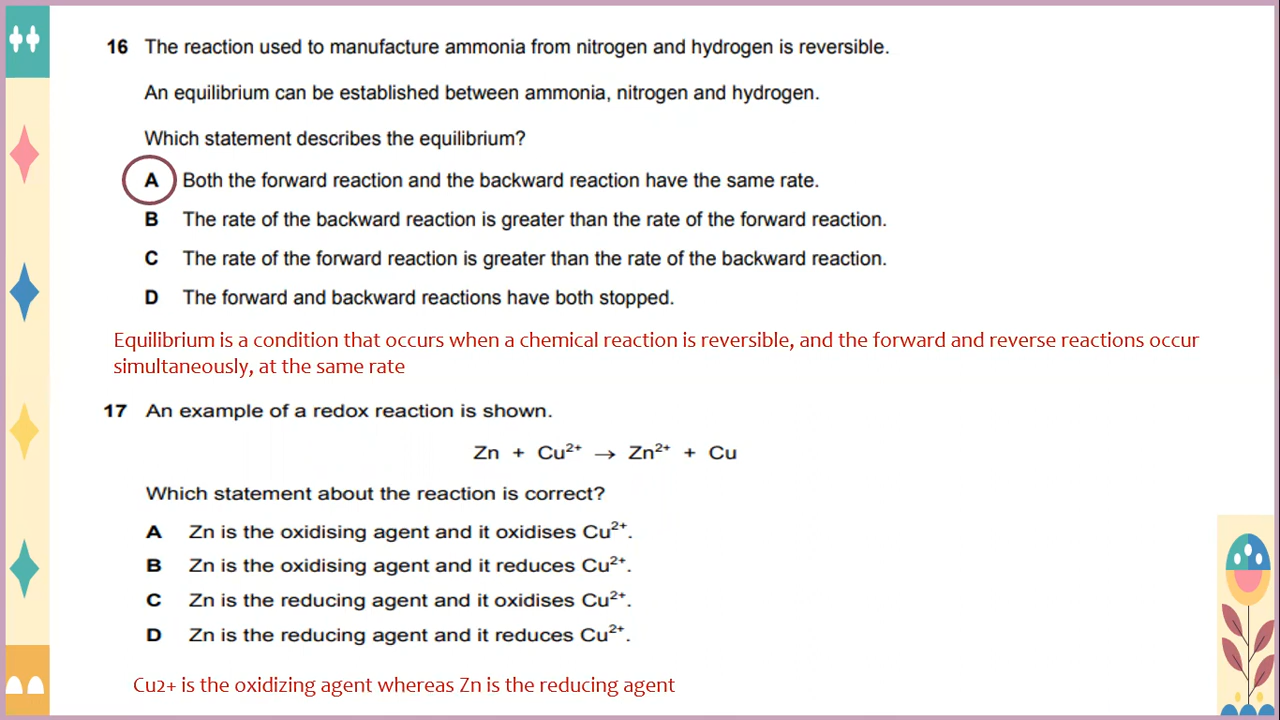 16 The reaction used to manufacture ammonia from nitrogen and hydrogen is reversible.
An equilibrium can be established between ammonia, nitrogen and hydrogen.
Which statement describes the equilibrium?
A Both the forward reaction and the backward reaction have the same rate.
B The rate of the backward reaction is greater than the rate of the forward reaction.
C The rate of the forward reaction is greater than the rate of the backward reaction.
D The forward and backward reactions have both stopped.
Equilibrium is a condition that occurs when a chemical reaction is reversible, and the forward and reverse reactions occur
simultaneously, at the same rate
17 An example of a redox reaction is shown.
Zn + Cu²⁺ → Zn²⁺ + Cu
Which statement about the reaction is correct?
A Zn is the oxidising agent and it oxidises Cu²⁺.
B Zn is the oxidising agent and it reduces Cu²⁺.
C Zn is the reducing agent and it oxidises Cu²⁺.
D Zn is the reducing agent and it reduces Cu²⁺.
Cu2+ is the oxidizing agent whereas Zn is the reducing agent